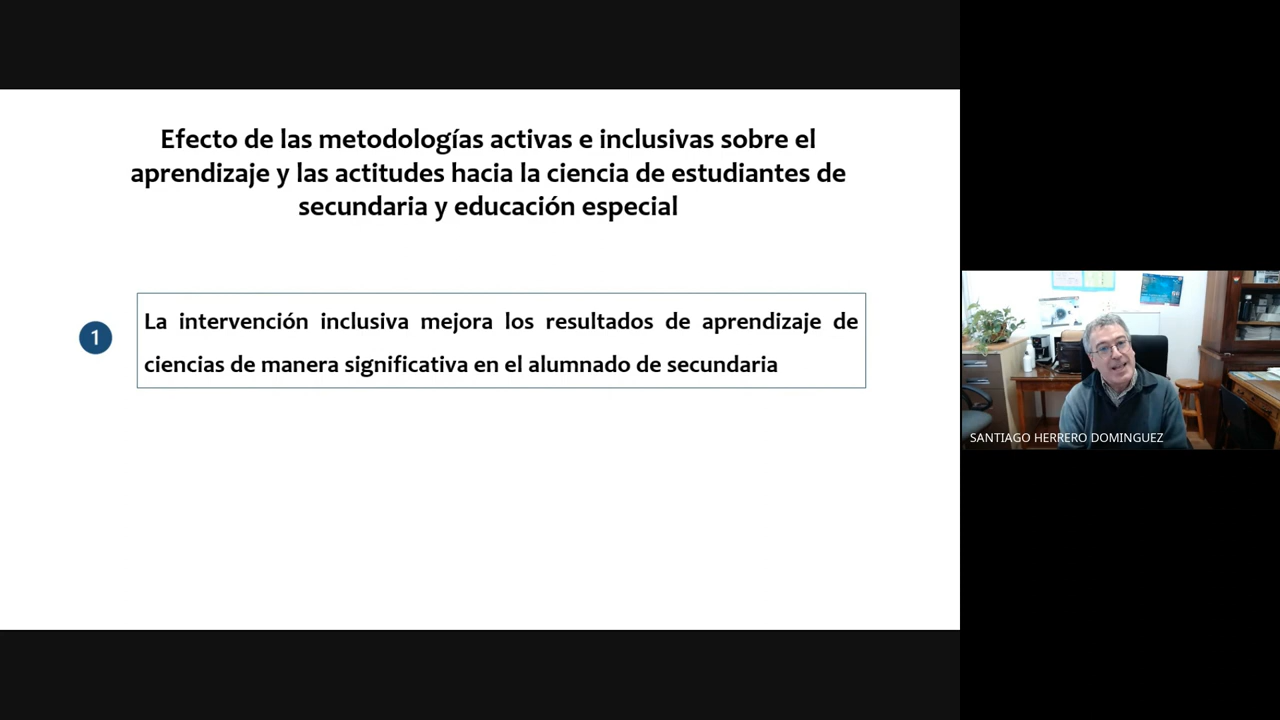 Efecto de las metodologías activas e inclusivas sobre el
aprendizaje y las actitudes hacia la ciencia de estudiantes de
secundaria y educación especial
1
La intervención inclusiva mejora los resultados de aprendizaje de
ciencias de manera significativa en el alumnado de secundaria
SANTIAGO HERRERO DOMINGUEZ